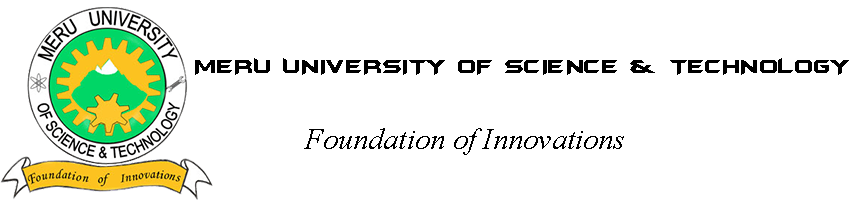 MERU UNIVERSITY
OF SCIENCE & TECHNOLOGY
Foundation of Innovations
MERU UNIVERSITY OF SCIENCE & TECHNOLOGY
Foundation of Innovations